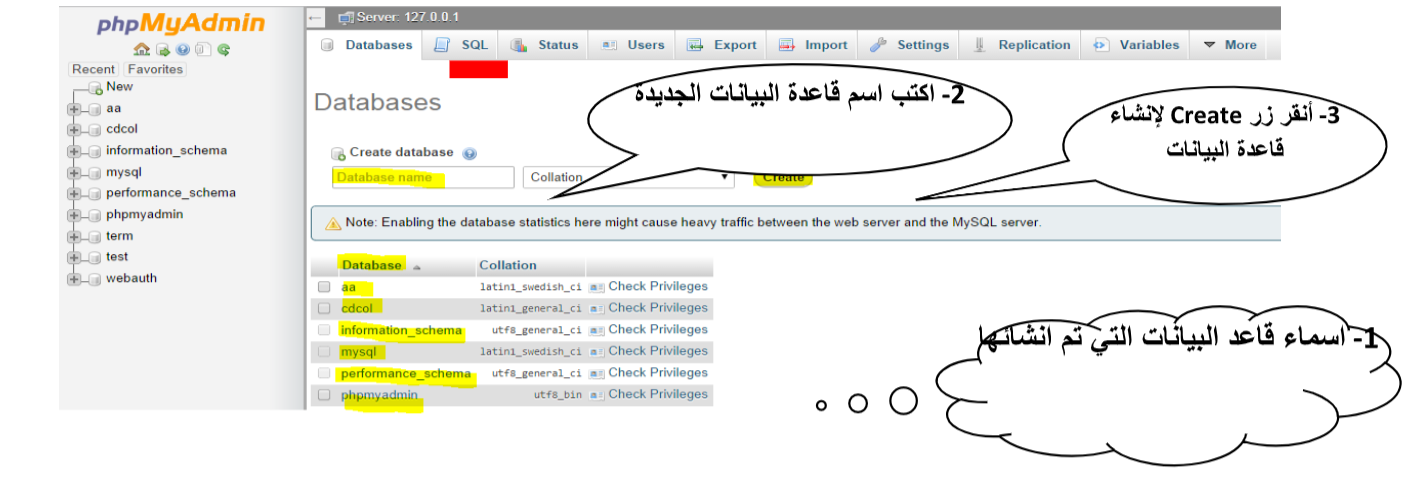 phpMyAdmin
Recent Favorites
New
aa
cdcol
information_schema
mysql
performance_schema
phpmyadmin
term
test
webauth
Server: 127.0.0.1
Databases SQL Status Users Export Import Settings Replication Variables More
Databases
2- اكتب اسم قاعدة البيانات الجديدة
3- أنقر زر Create لإنشاء
قاعدة البيانات
Create database
Database name Collation Create
Note: Enabling the database statistics here might cause heavy traffic between the web server and the MySQL server.
Database Collation
aa latin1_swedish_ci Check Privileges
cdcol latin1_general_ci Check Privileges
information_schema utf8_general_ci Check Privileges
mysql latin1_swedish_ci Check Privileges
performance_schema utf8_general_ci Check Privileges
phpmyadmin utf8_bin Check Privileges
1- اسماء قاعد البيانات التي تم انشائها